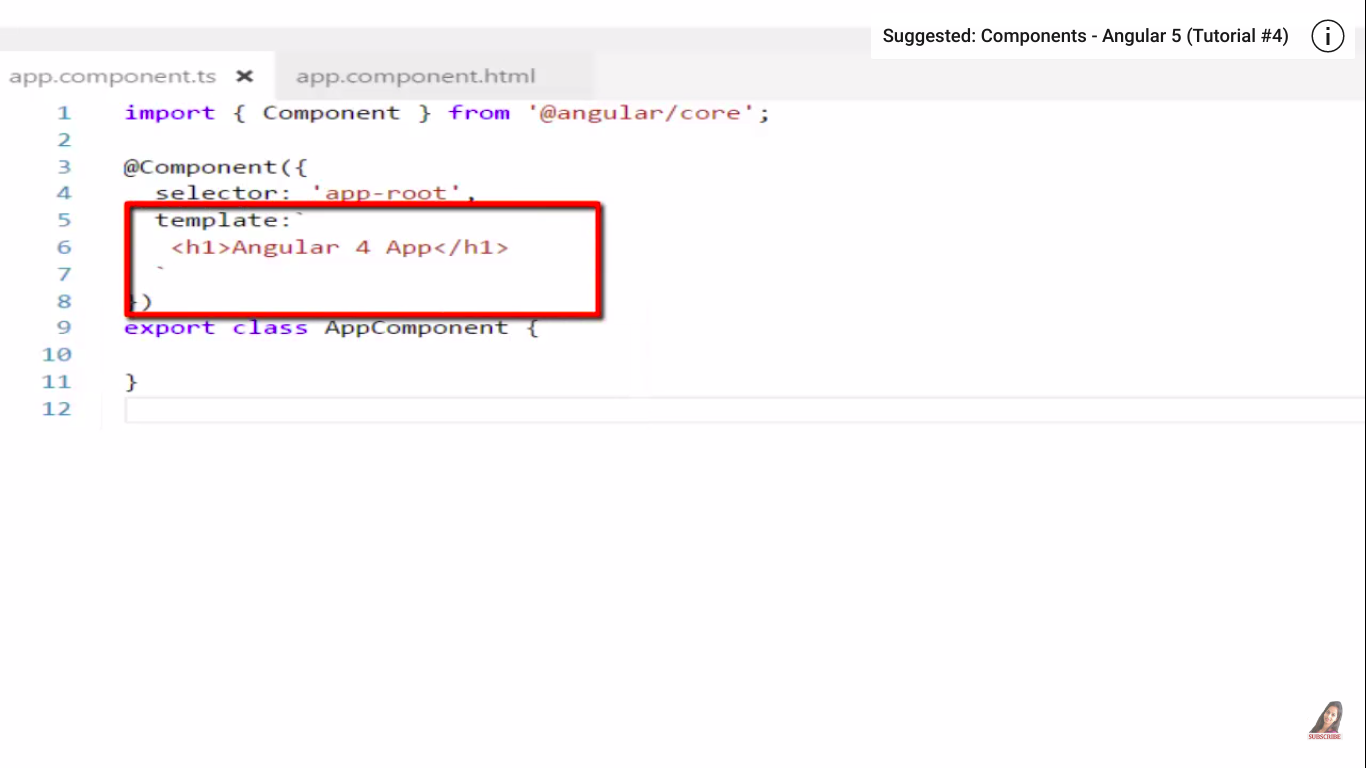 Suggested: Components - Angular 5 (Tutorial #4)
app.component.ts × app.component.html
1 import { Component } from '@angular/core';
2
3 @Component({
4 selector: 'app-root',
5 template:`
6 <h1>Angular 4 App</h1>
7 `
8 })
9 export class AppComponent {
10
11 }
12
SUBSCRIBE